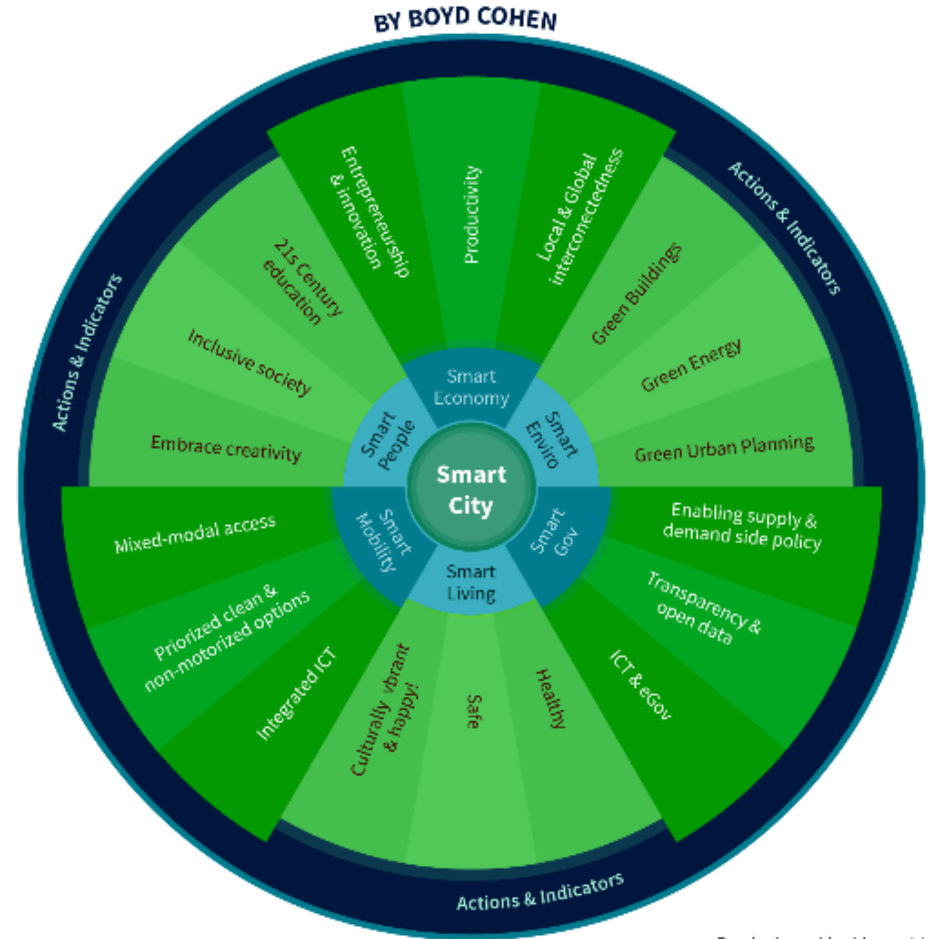 BY BOYD COHEN
Actions & Indicators
Actions & Indicators
Actions & Indicators
Entrepreneurship
& innovation
Productivity
Local & Global
interconectedness
Green Buildings
Green Energy
Green Urban Planning
Enabling supply &
demand side policy
Transparency &
open data
ICT & eGov
Healthy
Safe
Culturally vbrant
& happy!
Integrated ICT
Priorized clean &
non-motorized options
Mixed-modal access
Embrace creativity
Inclusive society
21s Century
education
Smart
Economy
Smart
Enviro
Smart
Gov
Smart
Living
Smart
Mobility
Smart
People
Smart
City